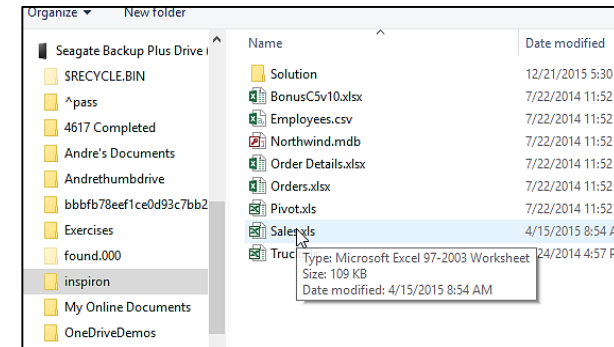 Organize New folder
Seagate Backup Plus Drive (
$RECYCLE.BIN
^pass
4617 Completed
Andre's Documents
Andrethumbdrive
bbbfb78eef1ce0d93c7bb2
Exercises
found.000
inspiron
My Online Documents
OneDriveDemos
Name Date modified
Solution 12/21/2015 5:30
BonusC5v10.xlsx 7/22/2014 11:52
Employees.csv 7/22/2014 11:52
Northwind.mdb 7/22/2014 11:52
Order Details.xlsx 7/22/2014 11:52
Orders.xlsx 7/22/2014 11:52
Pivot.xls 7/22/2014 11:52
Sales.xls 4/15/2015 8:54 A
Truc 24/2014 4:57 P
Type: Microsoft Excel 97-2003 Worksheet
Size: 109 KB
Date modified: 4/15/2015 8:54 AM